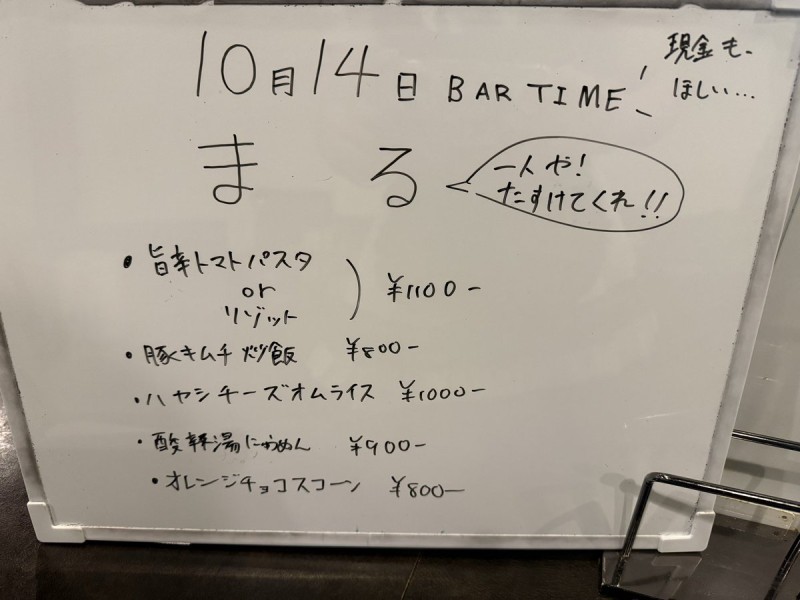 10月14日 BAR TIME!
現金も、
ほしい…
まる
一人や!
たすけてくれ!!
・旨辛トマトパスタ
or
リゾット
¥1100-
・豚キムチ炒飯 ¥800-
・ハヤシチーズオムライス ¥1000-
・酸辣湯にゅうめん ¥900-
・オレンジチョコスコーン ¥800-